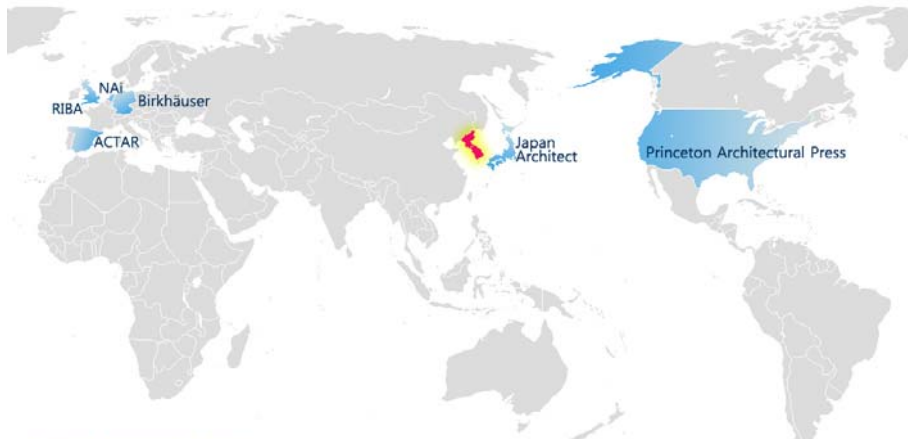 NAi
RIBA
Birkhäuser
ACTAR
Japan
Architect
Princeton Architectural Press